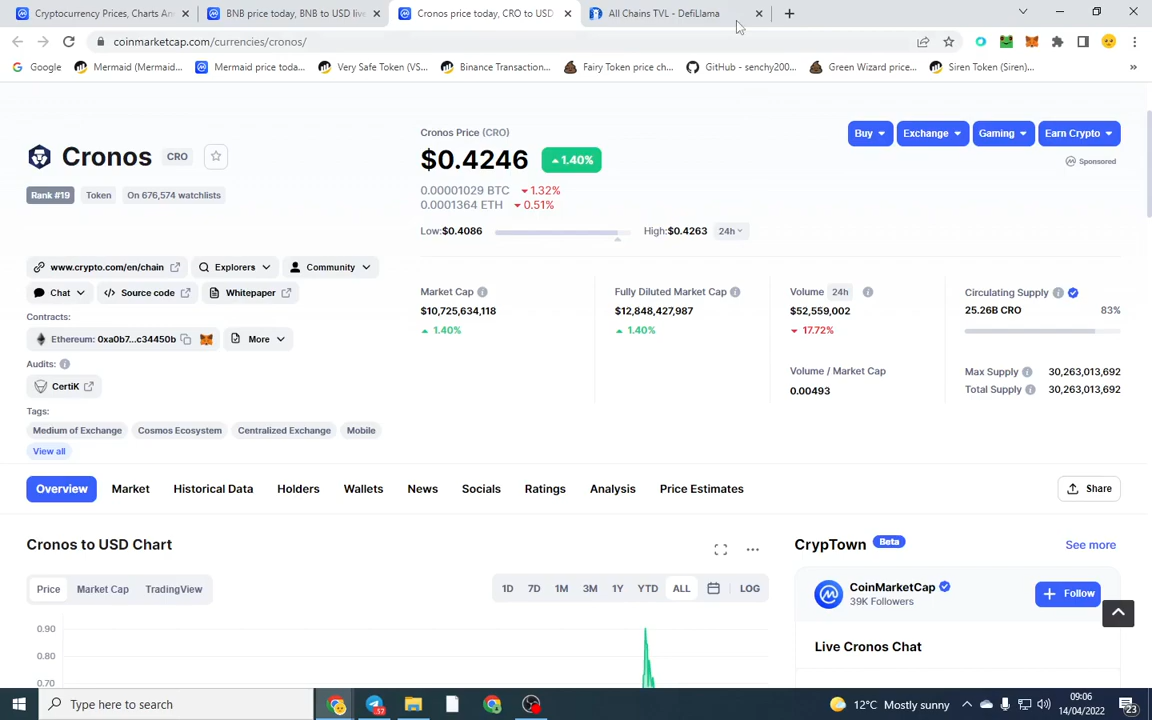 Cryptocurrency Prices, Charts An
BNB price today, BNB to USD live
Cronos price today, CRO to USD
All Chains TVL - DefiLlama
coinmarketcap.com/currencies/cronos/
Google
Mermaid (Mermaid...
Mermaid price toda...
Very Safe Token (VS...
Binance Transaction...
Fairy Token price ch...
GitHub - senchy200...
Green Wizard price...
Siren Token (Siren)...
Cronos CRO
Rank #19 Token On 676,574 watchlists
www.crypto.com/en/chain Explorers Community
Chat Source code Whitepaper
Contracts:
Ethereum: 0xa0b7...c34450b More
Audits:
CertiK
Tags:
Medium of Exchange Cosmos Ecosystem Centralized Exchange Mobile
View all
Cronos Price (CRO)
$0.4246 1.40%
0.00001029 BTC 1.32%
0.0001364 ETH 0.51%
Low:$0.4086 High:$0.4263 24h
Buy Exchange Gaming Earn Crypto
Sponsored
Market Cap
$10,725,634,118
1.40%
Fully Diluted Market Cap
$12,848,427,987
1.40%
Volume 24h
$52,559,002
17.72%
Volume / Market Cap
0.00493
Circulating Supply
25.26B CRO 83%
Max Supply 30,263,013,692
Total Supply 30,263,013,692
Overview Market Historical Data Holders Wallets News Socials Ratings Analysis Price Estimates Share
Cronos to USD Chart
Price Market Cap TradingView 1D 7D 1M 3M 1Y YTD ALL LOG
0.90
0.80
0.70
CrypTown Beta See more
CoinMarketCap
39K Followers
Follow
Live Cronos Chat
Type here to search
12°C Mostly sunny
09:06
14/04/2022
23